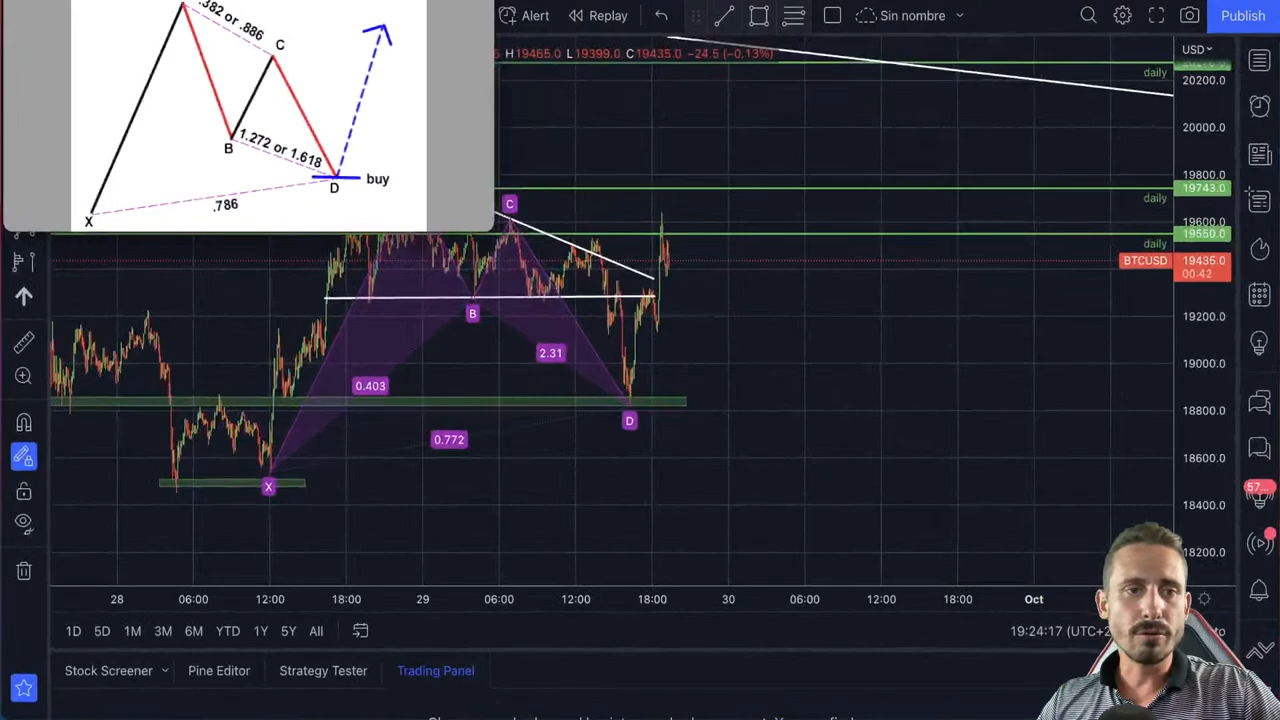 .382 or .886
C
B
1.272 or 1.618
D
buy
.786
X
Alert
Replay
Sin nombre
Publish
H19465.0 L19399.0 C19435.0 −24.5 (−0.13%)
USD
daily
20200.0
20000.0
19800.0
19743.0
daily
19600.0
19550.0
daily
BTCUSD
19435.0
00:42
19200.0
19000.0
18800.0
18600.0
18400.0
18200.0
C
B
2.31
0.403
D
0.772
X
57...
28
06:00
12:00
18:00
29
06:00
12:00
18:00
30
06:00
12:00
18:00
Oct
1D
5D
1M
3M
6M
YTD
1Y
5Y
All
19:24:17 (UTC+2
to
Stock Screener
Pine Editor
Strategy Tester
Trading Panel